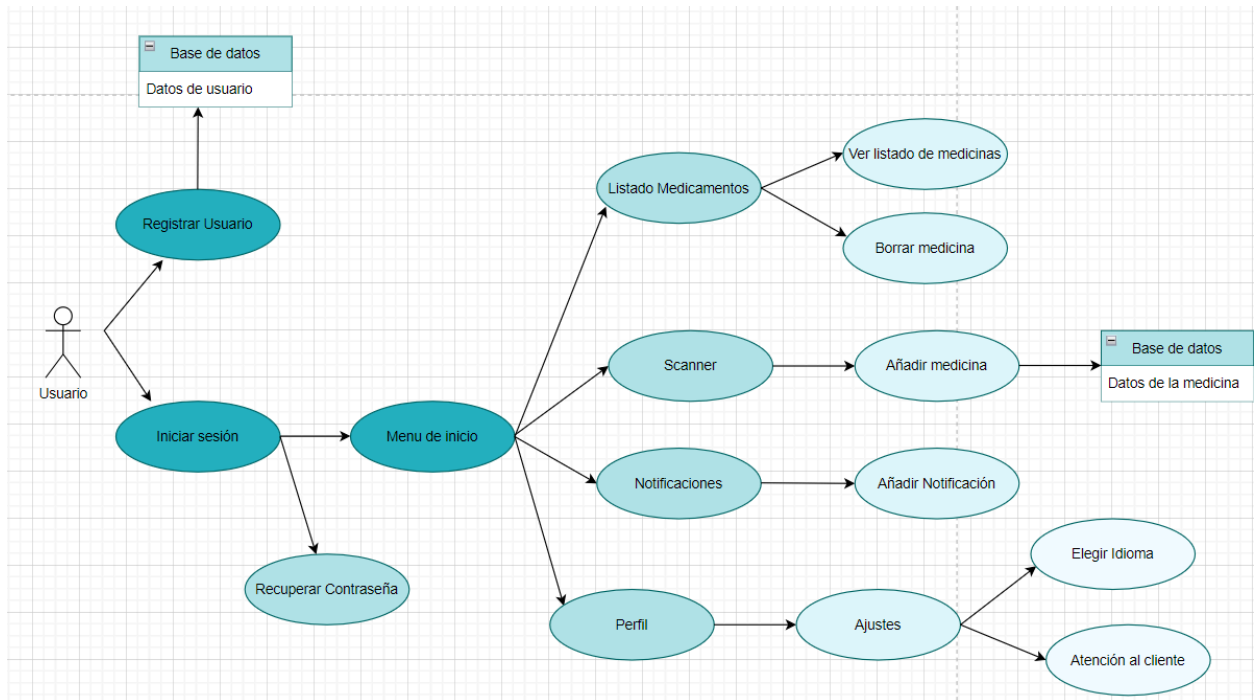 Base de datos
Datos de usuario
Registrar Usuario
Usuario
Iniciar sesión
Menu de inicio
Recuperar Contraseña
Listado Medicamentos
Ver listado de medicinas
Borrar medicina
Scanner
Añadir medicina
Base de datos
Datos de la medicina
Notificaciones
Añadir Notificación
Perfil
Ajustes
Elegir Idioma
Atención al cliente